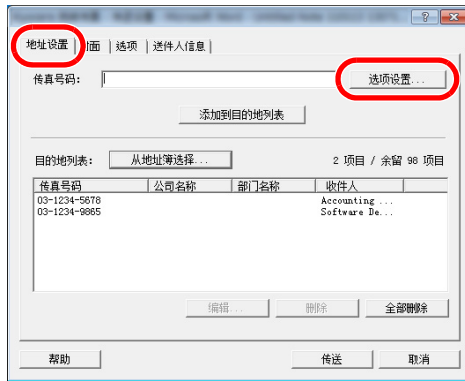 地址设置 封面 选项 送件人信息
传真号码: 选项设置...
添加到目的地列表
目的地列表: 从地址簿选择... 2 项目 / 余留 98 项目
传真号码 公司名称 部门名称 收件人
03-1234-5678 Accounting ...
03-1234-9865 Software De...
编辑... 删除 全部删除
帮助 传送 取消